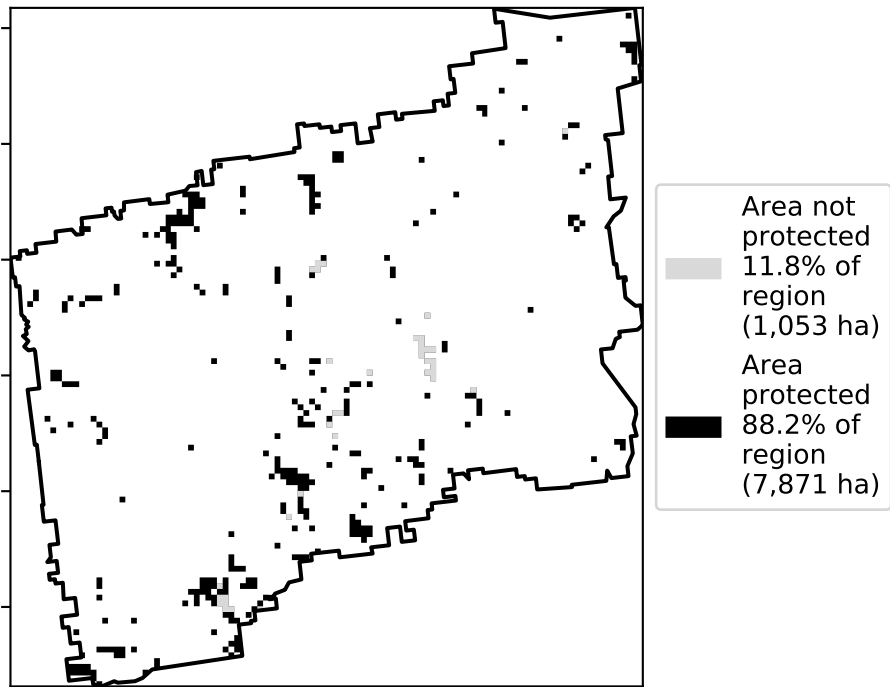 Area not
protected
11.8% of
region
(1,053 ha)
Area
protected
88.2% of
region
(7,871 ha)